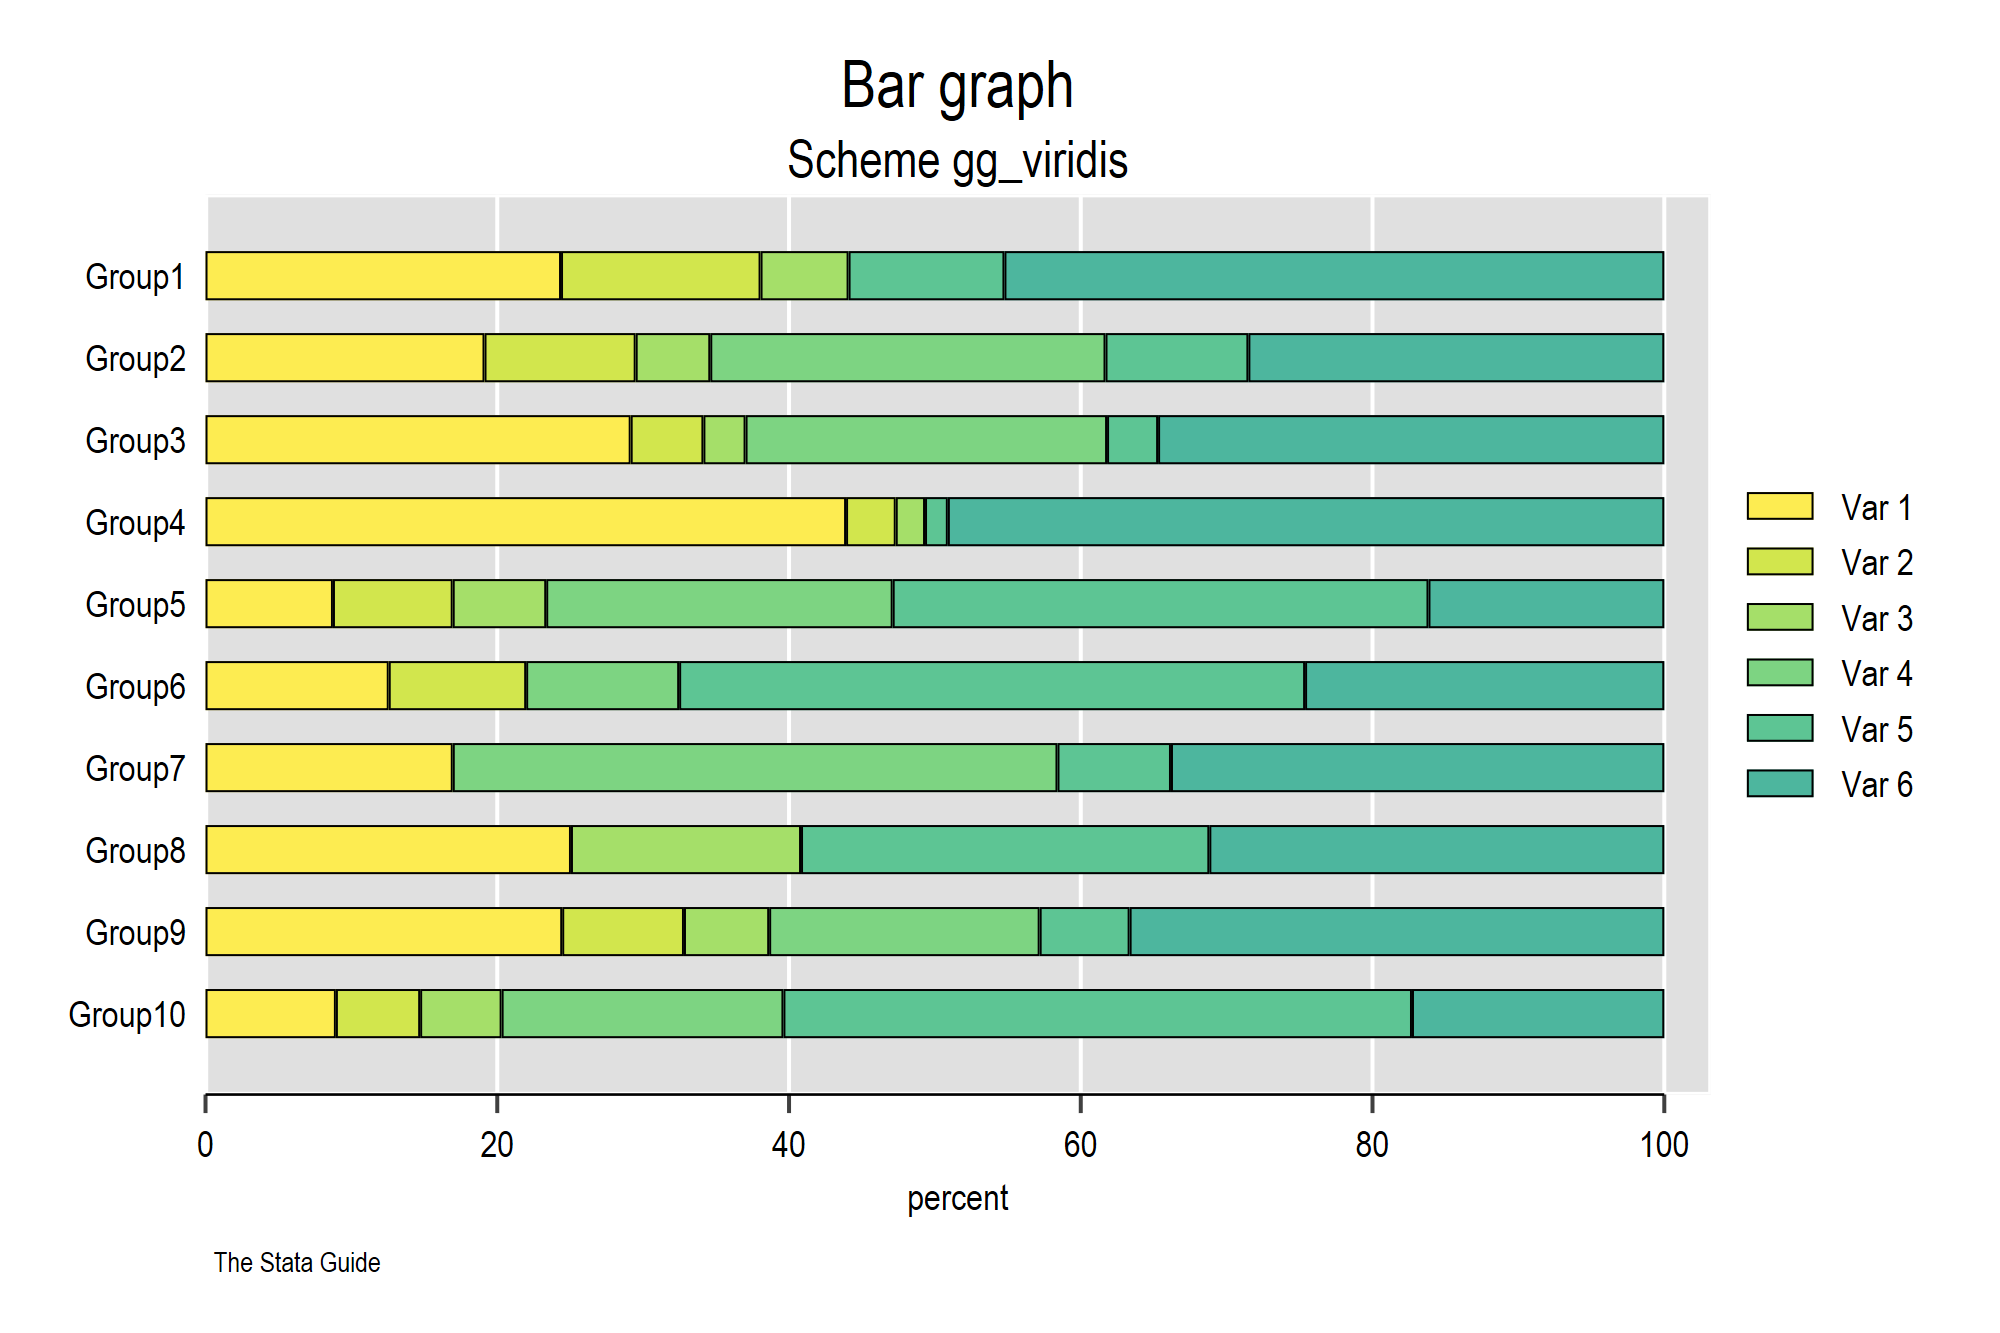 Bar graph
Scheme gg_viridis
Group1
Group2
Group3
Group4
Group5
Group6
Group7
Group8
Group9
Group10
Var 1
Var 2
Var 3
Var 4
Var 5
Var 6
0 20 40 60 80 100
percent
The Stata Guide